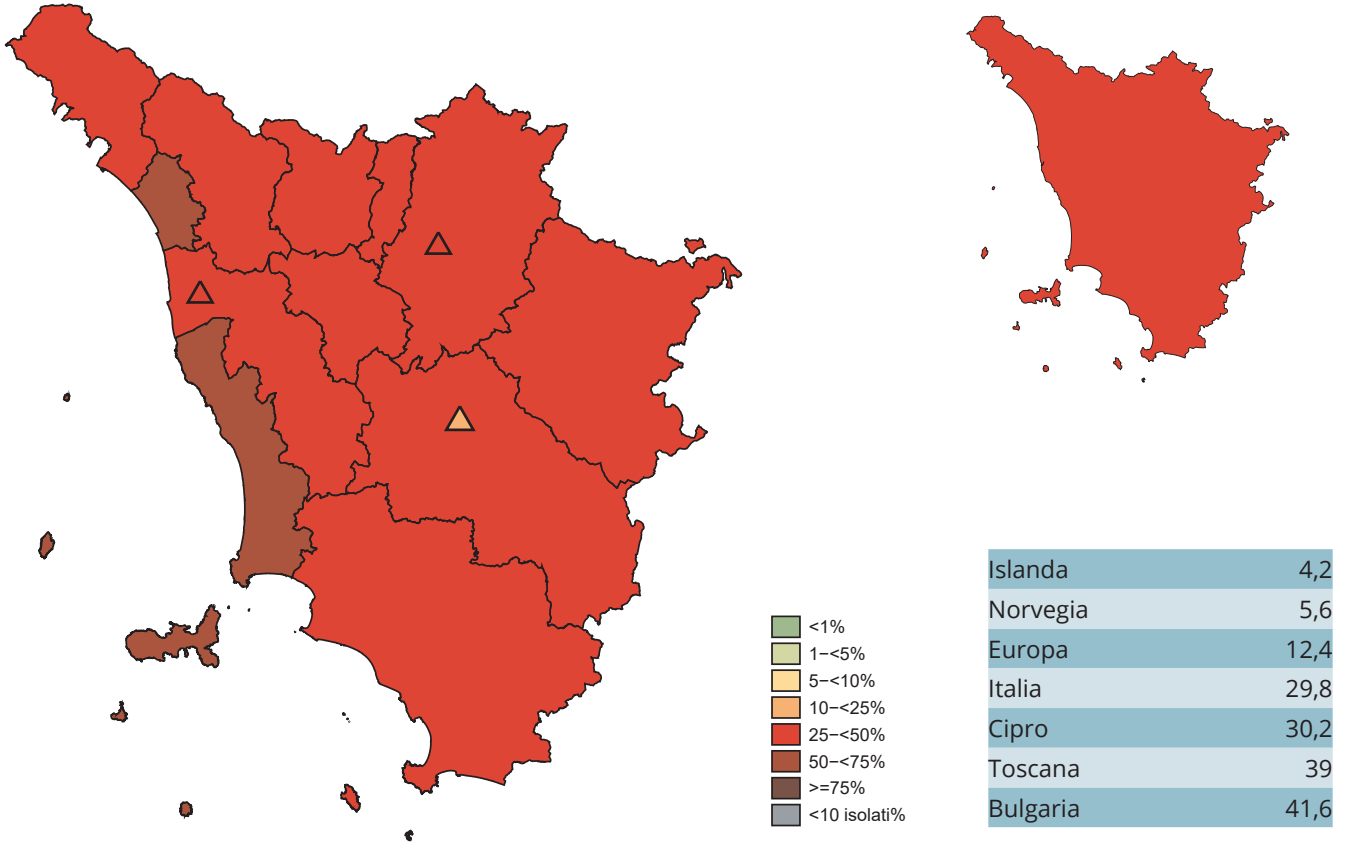 <1%
1–<5%
5–<10%
10–<25%
25–<50%
50–<75%
>=75%
<10 isolati%
Islanda 4,2
Norvegia 5,6
Europa 12,4
Italia 29,8
Cipro 30,2
Toscana 39
Bulgaria 41,6